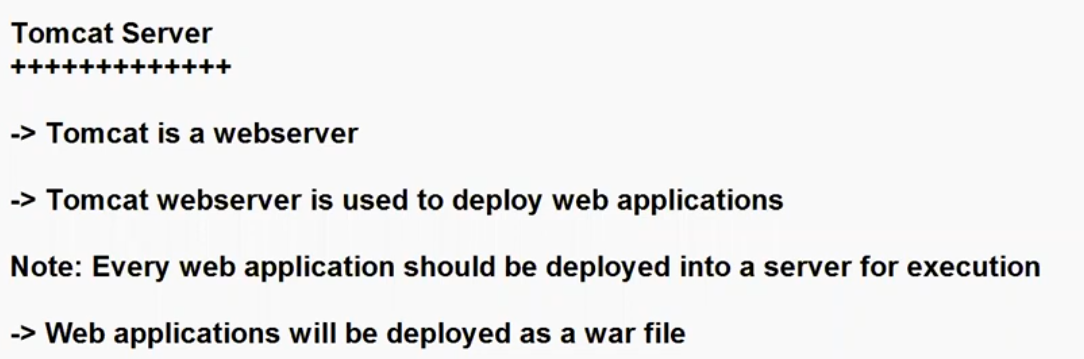 Tomcat Server
+++++++++++++
-> Tomcat is a webserver
-> Tomcat webserver is used to deploy web applications
Note: Every web application should be deployed into a server for execution
-> Web applications will be deployed as a war file